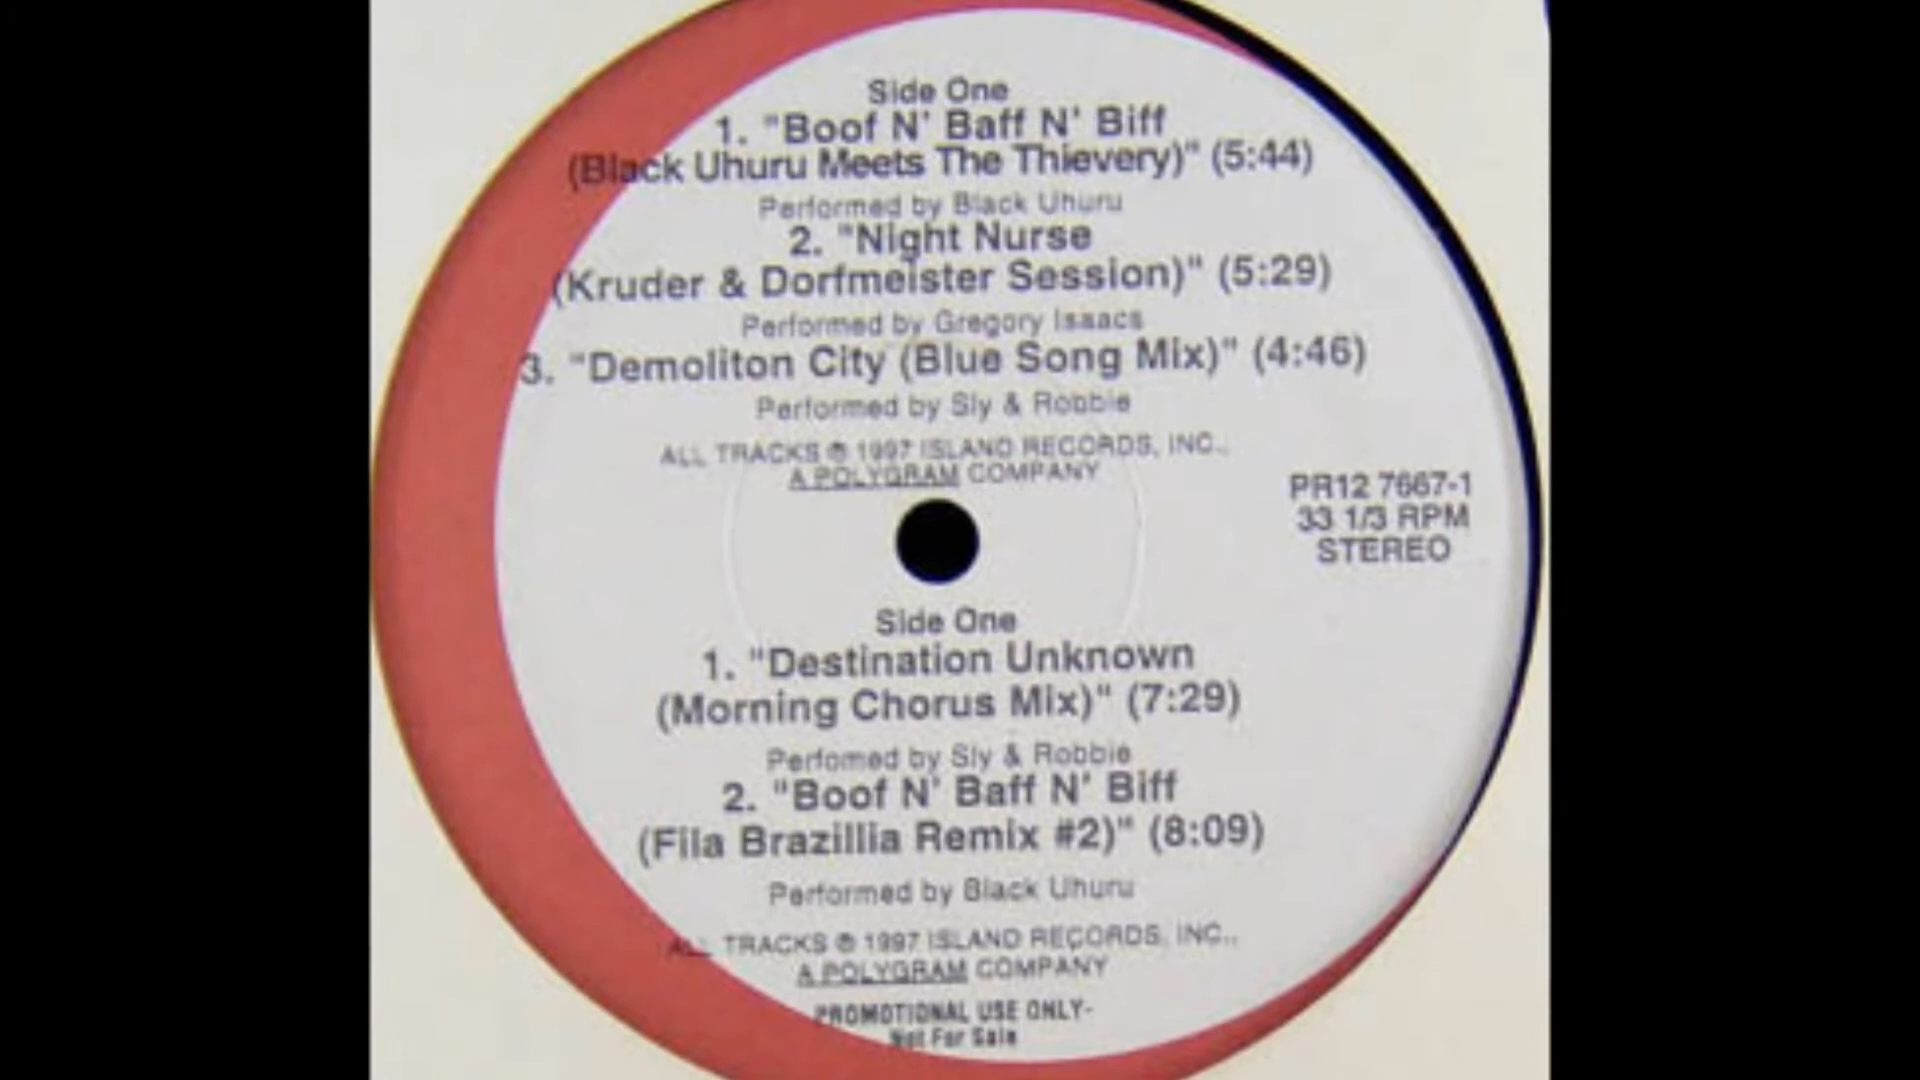 Side One
1. "Boof N' Baff N' Biff
(Black Uhuru Meets The Thievery)" (5:44)
Performed by Black Uhuru
2. "Night Nurse
(Kruder & Dorfmeister Session)" (5:29)
Performed by Gregory Isaacs
3. "Demoliton City (Blue Song Mix)" (4:46)
Performed by Sly & Robbie
ALL TRACKS ℗ 1997 ISLAND RECORDS, INC.,
A POLYGRAM COMPANY
PR12 7667-1
33 1/3 RPM
STEREO
Side One
1. "Destination Unknown
(Morning Chorus Mix)" (7:29)
Perfomed by Sly & Robbie
2. "Boof N' Baff N' Biff
(Fila Brazillia Remix #2)" (8:09)
Performed by Black Uhuru
ALL TRACKS ℗ 1997 ISLAND RECORDS, INC.,
A POLYGRAM COMPANY
PROMOTIONAL USE ONLY-
Not For Sale